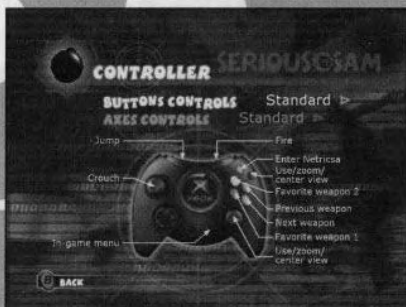 SERIOUS SAM
CONTROLLER
BUTTONS CONTROLS Standard
AXES CONTROLS Standard
Jump
Fire
Enter Netricsa
Use/zoom/
center view
Crouch
Favorite weapon 2
Previous weapon
Next weapon
In-game menu
Favorite weapon 1
Use/zoom/
center view
BACK